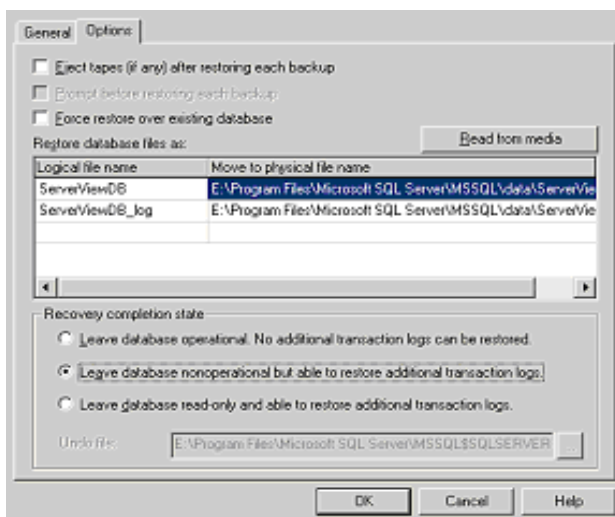 General Options
Eject tapes (if any) after restoring each backup
Prompt before restoring each backup
Force restore over existing database
Restore database files as: Read from media
Logical file name Move to physical file name
ServerViewDB E:\Program Files\Microsoft SQL Server\MSSQL\data\ServerVie
ServerViewDB_log E:\Program Files\Microsoft SQL Server\MSSQL\data\ServerVie
Recovery completion state
Leave database operational. No additional transaction logs can be restored.
Leave database nonoperational but able to restore additional transaction logs.
Leave database read-only and able to restore additional transaction logs.
Undo file: E:\Program Files\Microsoft SQL Server\MSSQL$SQLSERVER ...
OK Cancel Help